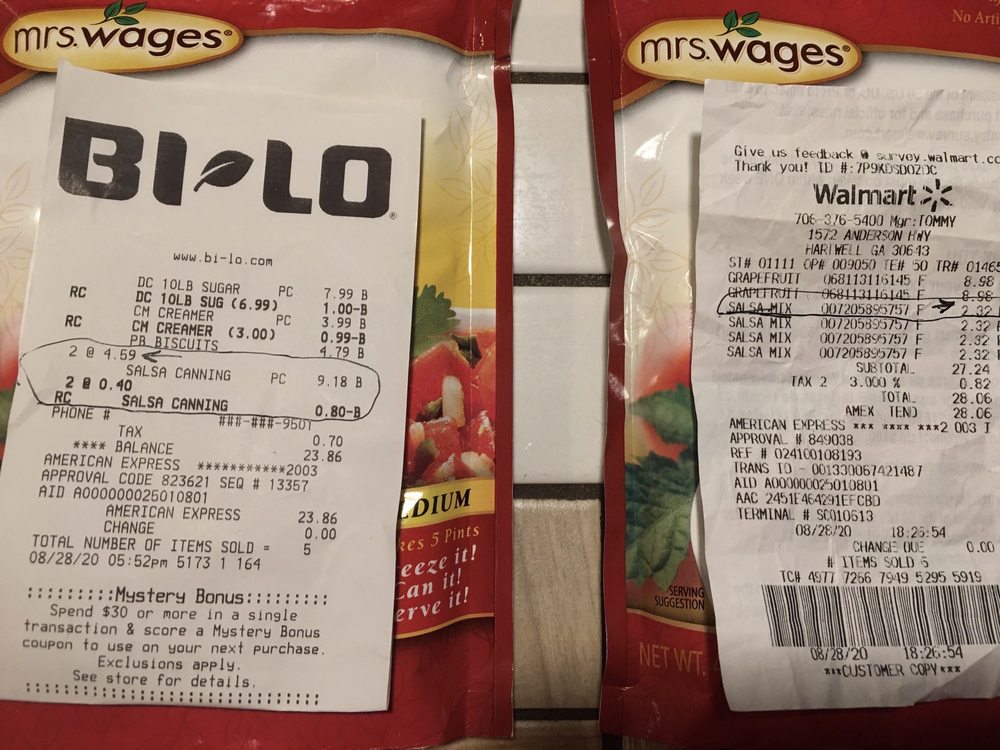 mrs.wages®
BI-LO®
www.bi-lo.com
DC 10LB SUGAR PC 7.99 B
RC DC 10LB SUG (6.99) 1.00-B
CM CREAMER PC 3.99 B
RC CM CREAMER (3.00) 0.99-B
PB BISCUITS 4.79 B
2 @ 4.59
SALSA CANNING PC 9.18 B
2 @ 0.40
RC SALSA CANNING 0.80-B
PHONE # ###-###-9501
TAX 0.70
**** BALANCE 23.86
AMERICAN EXPRESS ***********2003
APPROVAL CODE 823621 SEQ # 13357
AID A000000025010801
AMERICAN EXPRESS 23.86
CHANGE 0.00
TOTAL NUMBER OF ITEMS SOLD = 5
08/28/20 05:52pm 5173 1 164
Mystery Bonus
Spend $30 or more in a single
transaction & score a Mystery Bonus
coupon to use on your next purchase.
Exclusions apply.
See store for details.
DIUM
kes 5 Pints
eeze it!
Can it!
erve it!
mrs.wages®
No Arti
Give us feedback @ survey.walmart.co
Thank you! ID #:7P9KDSDOZDC
Walmart
706-376-5400 Mgr:TOMMY
1572 ANDERSON HWY
HARTWELL GA 30643
ST# 01111 OP# 009050 TE# 50 TR# 01465
GRAPEFRUIT 068113116145 F 8.98
GRAPEFRUIT 068113116145 F 8.98
SALSA MIX 007205895757 F 2.32
SALSA MIX 007205895757 F 2.32
SALSA MIX 007205895757 F 2.32
SALSA MIX 007205895757 F 2.32
SUBTOTAL 27.24
TAX 2 3.000 % 0.82
TOTAL 28.06
AMEX TEND 28.06
AMERICAN EXPRESS *** **** ***2 003 I
APPROVAL # 849038
REF # 024100108193
TRANS ID - 001330067421487
AID A000000025010801
AAC 2451E464291EFCBD
TERMINAL # SC010613
08/28/20 18:26:54
CHANGE DUE 0.00
# ITEMS SOLD 6
TC# 4977 7266 7949 5295 5919
08/28/20 18:26:54
***CUSTOMER COPY***
SERVING
SUGGESTION
NET WT.